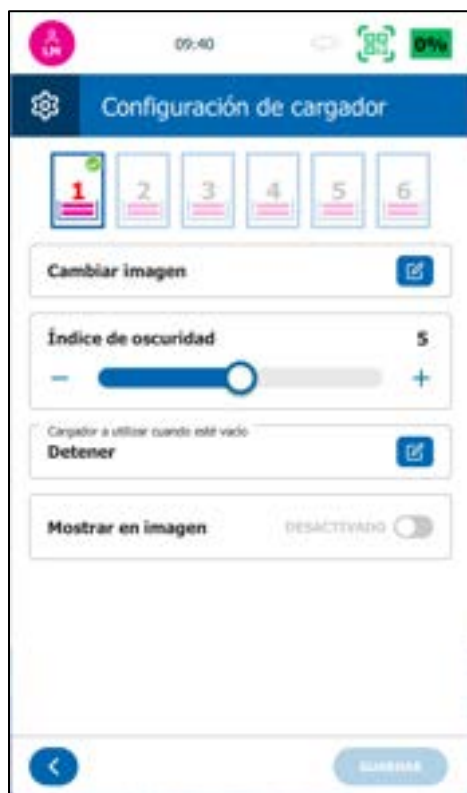 LM 09:40 0%
Configuración de cargador
1 2 3 4 5 6
Cambiar imagen
Índice de oscuridad 5
Cargador a utilizar cuando esté vacío
Detener
Mostrar en imagen DESACTIVADO
GUARDAR